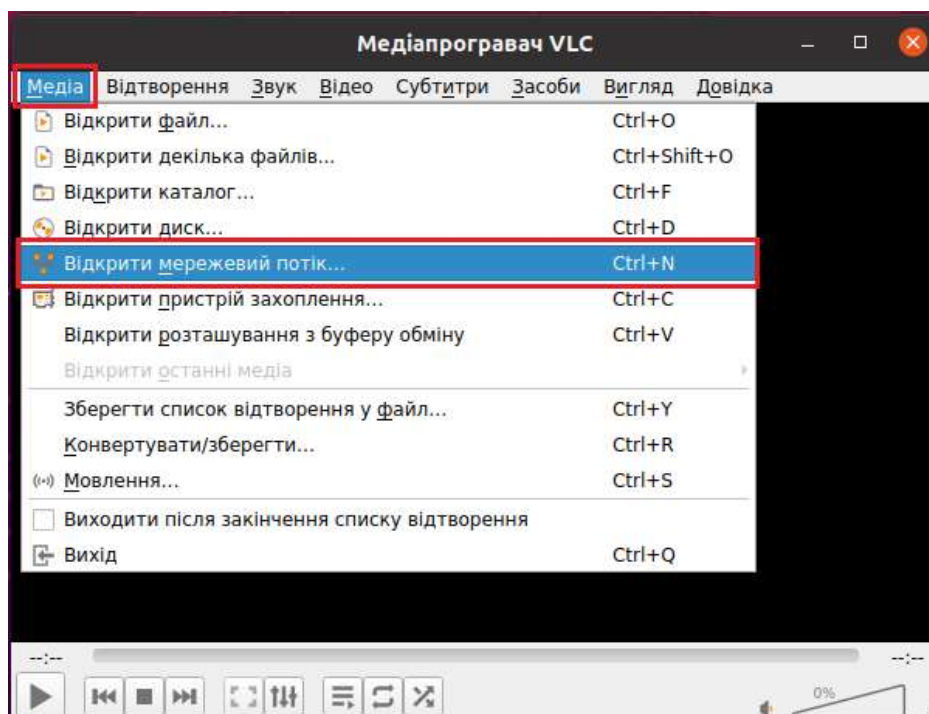 Медіапрогравач VLC
Медіа Відтворення Звук Відео Субтитри Засоби Вигляд Довідка
Відкрити файл... Ctrl+O
Відкрити декілька файлів... Ctrl+Shift+O
Відкрити каталог... Ctrl+F
Відкрити диск... Ctrl+D
Відкрити мережевий потік... Ctrl+N
Відкрити пристрій захоплення... Ctrl+C
Відкрити розташування з буферу обміну Ctrl+V
Відкрити останні медіа
Зберегти список відтворення у файл... Ctrl+Y
Конвертувати/зберегти... Ctrl+R
Мовлення... Ctrl+S
Виходити після закінчення списку відтворення
Вихід Ctrl+Q
--:-- --:--
0%